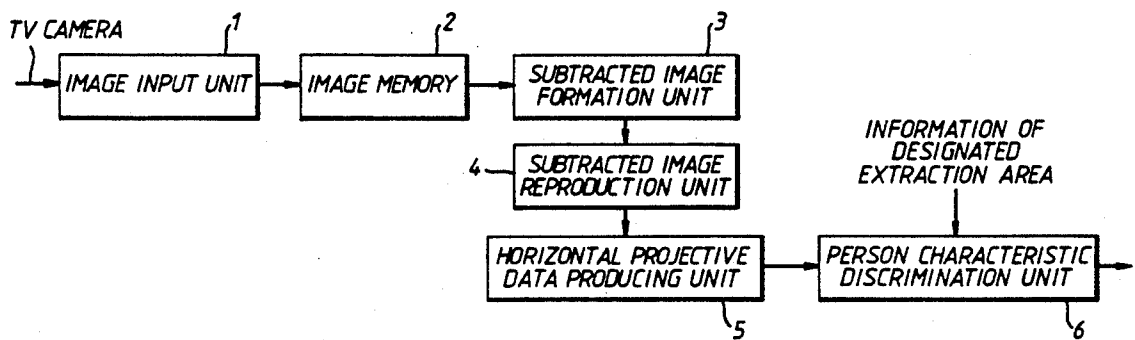 TV CAMERA
1
IMAGE INPUT UNIT
2
IMAGE MEMORY
3
SUBTRACTED IMAGE
FORMATION UNIT
4
SUBTRACTED IMAGE
REPRODUCTION UNIT
HORIZONTAL PROJECTIVE
DATA PRODUCING UNIT
5
INFORMATION OF
DESIGNATED
EXTRACTION AREA
PERSON CHARACTERISTIC
DISCRIMINATION UNIT
6